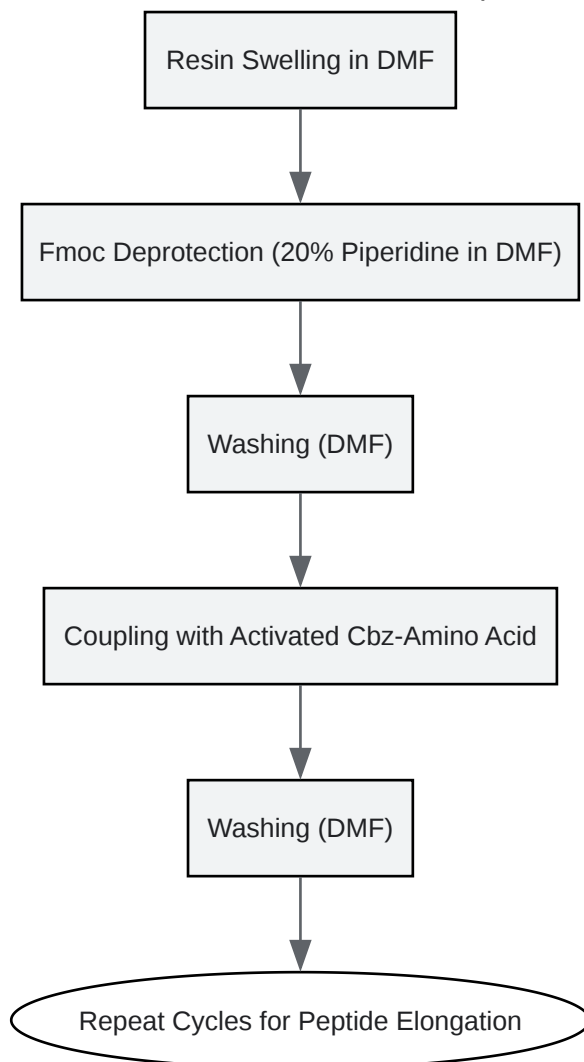 Resin Swelling in DMF
Fmoc Deprotection (20% Piperidine in DMF)
Washing (DMF)
Coupling with Activated Cbz-Amino Acid
Washing (DMF)
Repeat Cycles for Peptide Elongation